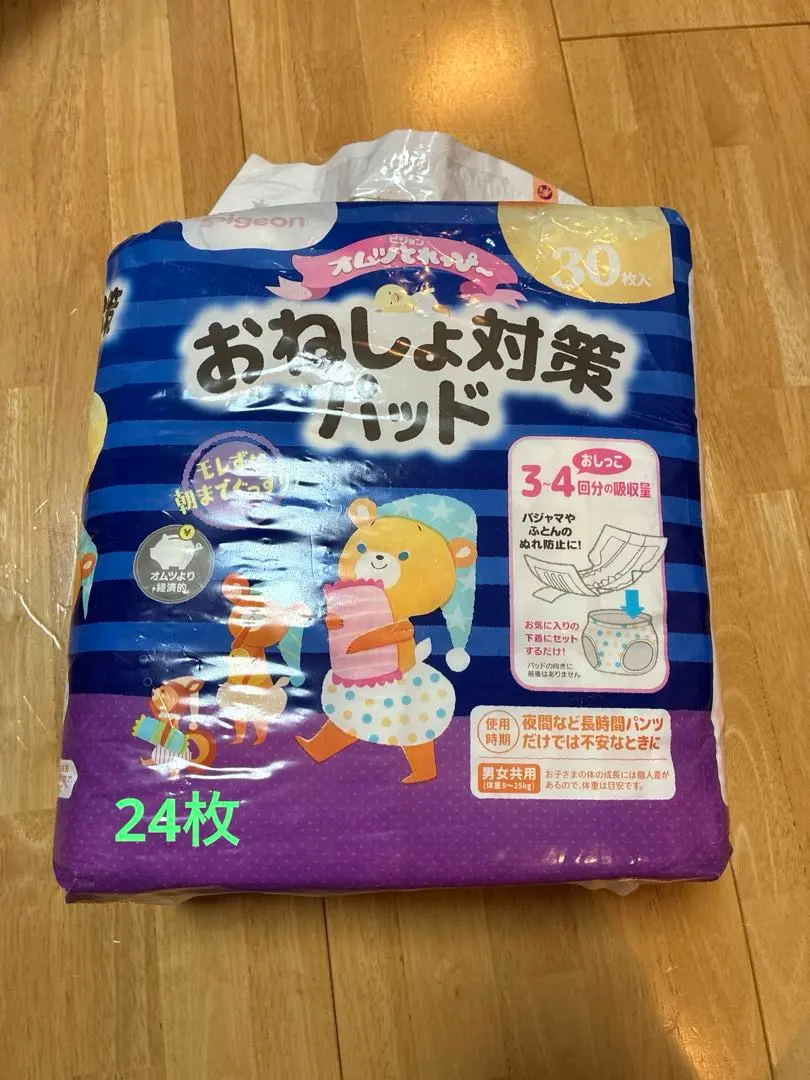 Pigeon
ピジョン
オムツとれっぴ〜
30枚入
おねしょ対策
パッド
策
モレずに
朝までぐっすり
オムツより
経済的
おしっこ
3~4回分の吸収量
パジャマや
ふとんの
ぬれ防止に!
お気に入りの
下着にセット
するだけ!
パッドの向きに
前後はありません
使用
時期
夜間など長時間パンツ
だけでは不安なときに
男女共用
(体重9〜25kg)
お子さまの体の成長には個人差が
あるので、体重は目安です。
24枚